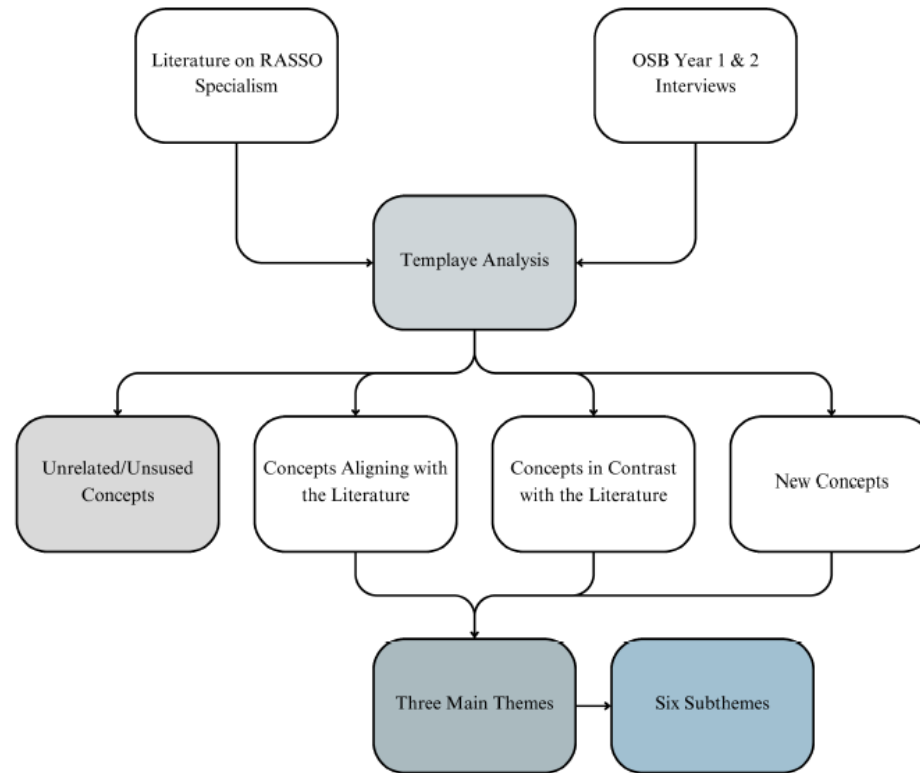 Literature on RASSO
Specialism
OSB Year 1 & 2
Interviews
Templaye Analysis
Unrelated/Unsused
Concepts
Concepts Aligning with
the Literature
Concepts in Contrast
with the Literature
New Concepts
Three Main Themes
Six Subthemes